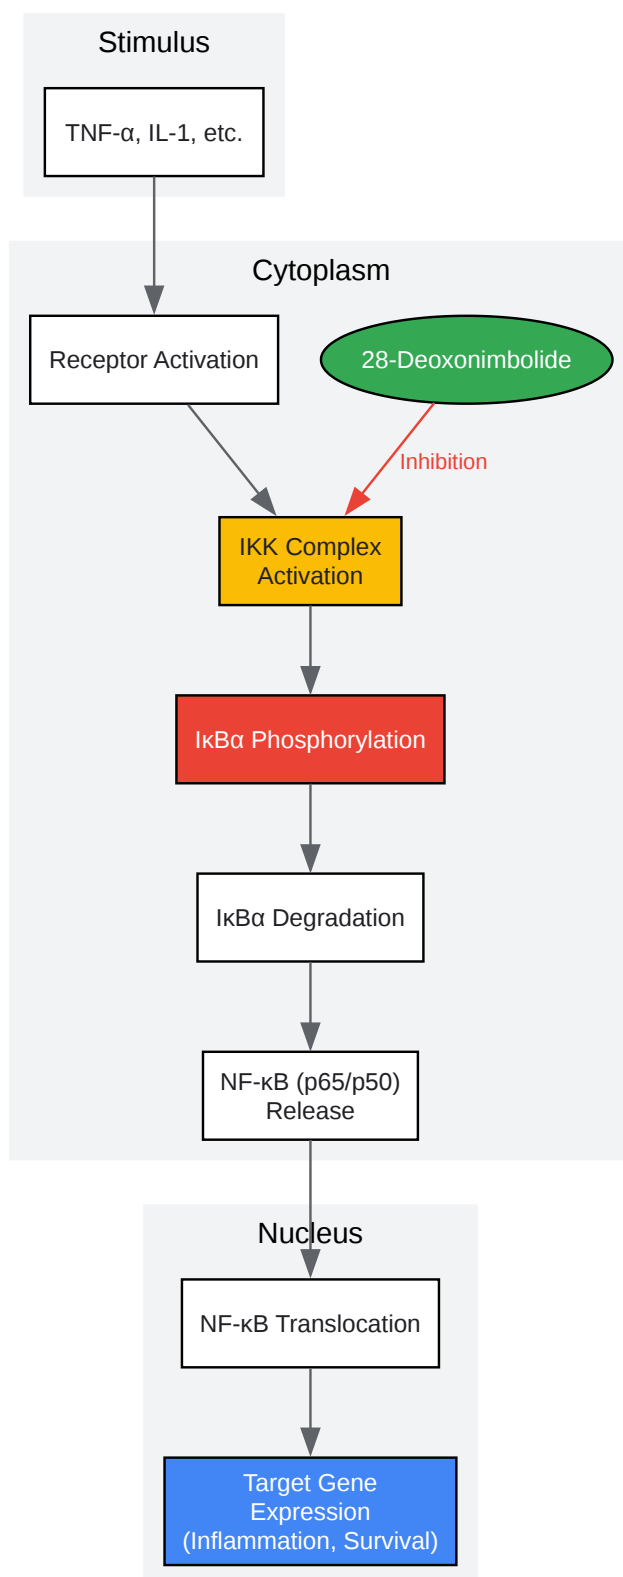 Stimulus
TNF-α, IL-1, etc.
Cytoplasm
Receptor Activation
28-Deoxonimbolide
Inhibition
IKK Complex
Activation
IκBα Phosphorylation
IκBα Degradation
NF-κB (p65/p50)
Release
Nucleus
NF-κB Translocation
Target Gene
Expression
(Inflammation, Survival)